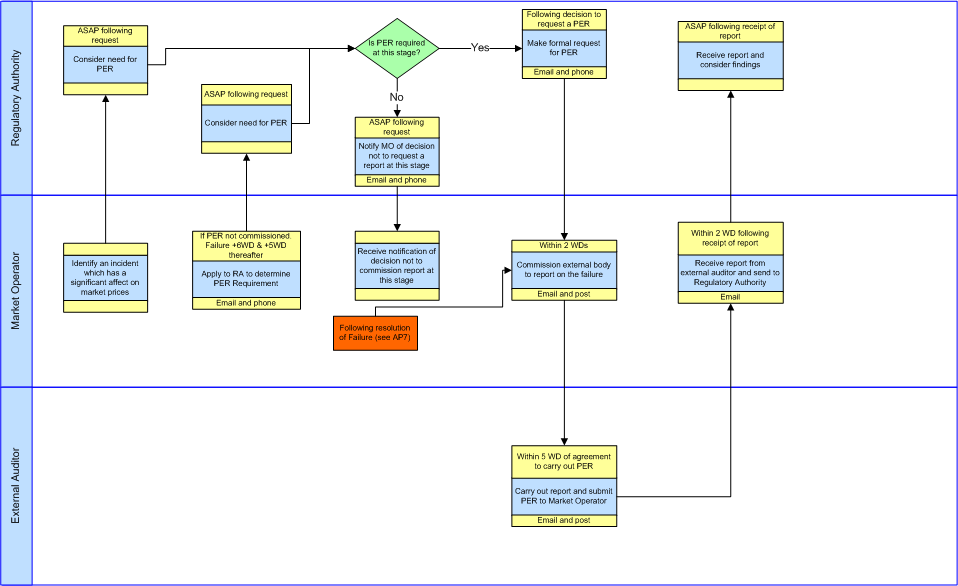 Regulatory Authority
ASAP following
request
Consider need for
PER
ASAP following request
Consider need for PER
Is PER required
at this stage?
Yes
No
Following decision to
request a PER
Make formal request
for PER
Email and phone
ASAP following receipt of
report
Receive report and
consider findings
ASAP following
request
Notify MO of decision
not to request a
report at this stage
Email and phone
Market Operator
Identify an incident
which has a
significant affect on
market prices
If PER not commissioned.
Failure +6WD & +5WD
thereafter
Apply to RA to determine
PER Requirement
Email and phone
Receive notification of
decision not to
commission report at
this stage
Following resolution
of Failure (see AP7)
Within 2 WDs
Commission external body
to report on the failure
Email and post
Within 2 WD following
receipt of report
Receive report from
external auditor and send to
Regulatory Authority
Email
External Auditor
Within 5 WD of agreement
to carry out PER
Carry out report and submit
PER to Market Operator
Email and post